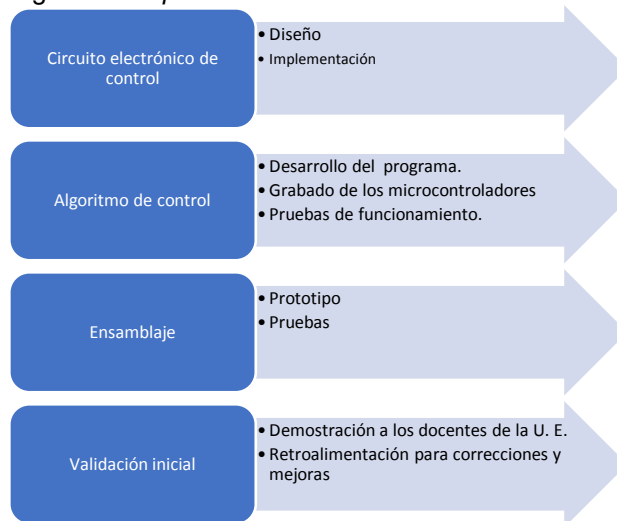 Circuito electrónico de
control
• Diseño
• Implementación
Algoritmo de control
• Desarrollo del programa.
• Grabado de los microcontroladores
• Pruebas de funcionamiento.
Ensamblaje
• Prototipo
• Pruebas
Validación inicial
• Demostración a los docentes de la U. E.
• Retroalimentación para correcciones y
mejoras